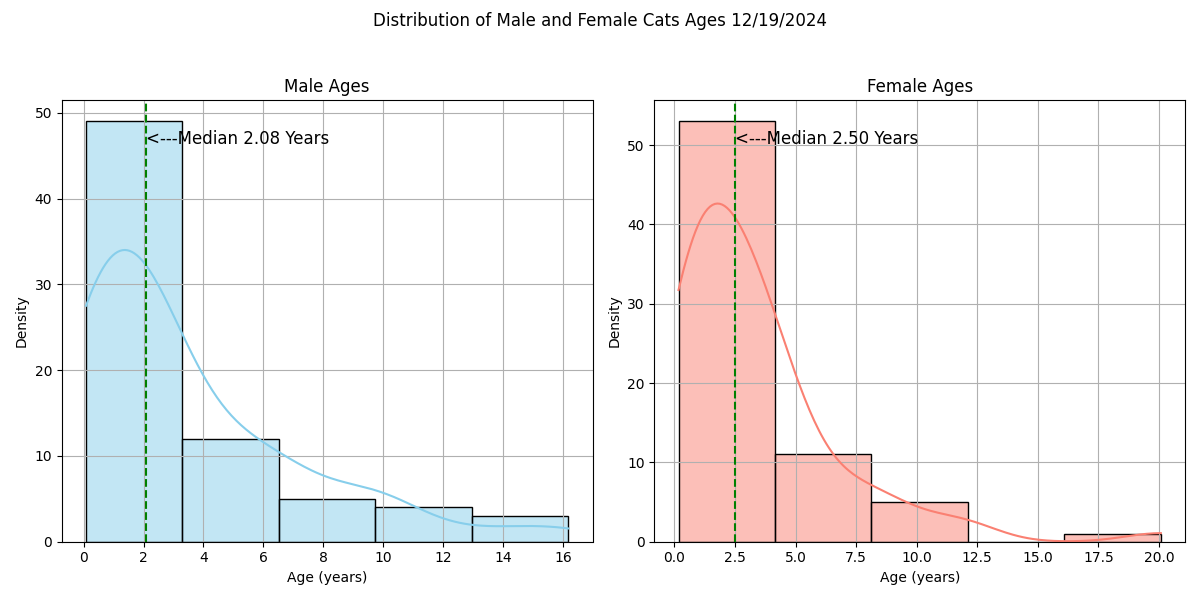 Distribution of Male and Female Cats Ages 12/19/2024
Male Ages
50
40
30
20
10
0
Density
<---Median 2.08 Years
0 2 4 6 8 10 12 14 16
Age (years)
Female Ages
50
40
30
20
10
0
Density
<---Median 2.50 Years
0.0 2.5 5.0 7.5 10.0 12.5 15.0 17.5 20.0
Age (years)